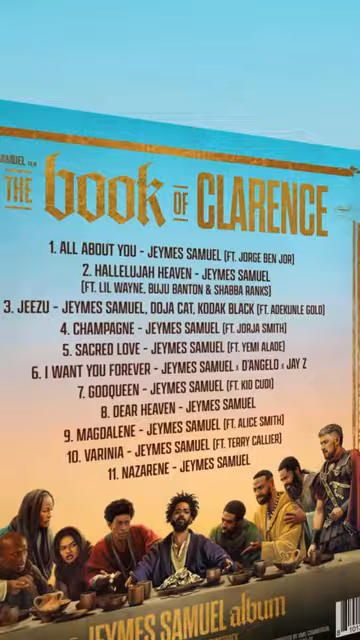 THE book OF CLARENCE
1. ALL ABOUT YOU - JEYMES SAMUEL (FT. JORGE BEN JOR)
2. HALLELUJAH HEAVEN - JEYMES SAMUEL
(FT. LIL WAYNE, BUJU BANTON & SHABBA RANKS)
3. JEEZU - JEYMES SAMUEL, DOJA CAT, KODAK BLACK (FT. ADEKUNLE GOLD)
4. CHAMPAGNE - JEYMES SAMUEL (FT. JORJA SMITH)
5. SACRED LOVE - JEYMES SAMUEL (FT. YEMI ALADE)
6. I WANT YOU FOREVER - JEYMES SAMUEL x D'ANGELO x JAY Z
7. GODQUEEN - JEYMES SAMUEL (FT. KID CUDI)
8. DEAR HEAVEN - JEYMES SAMUEL
9. MAGDALENE - JEYMES SAMUEL (FT. ALICE SMITH)
10. VARINIA - JEYMES SAMUEL (FT. TERRY CALLIER)
11. NAZARENE - JEYMES SAMUEL
JEYMES SAMUEL album